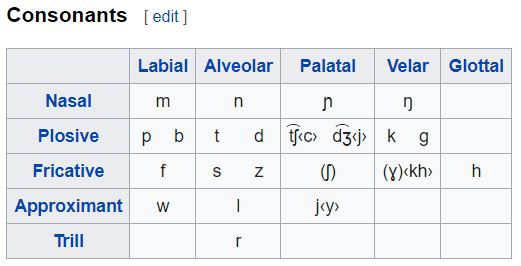 Consonants [ edit ]
Labial Alveolar Palatal Velar Glottal
Nasal m n ɲ ŋ
Plosive p b t d t͡ʃ‹c› d͡ʒ‹j› k g
Fricative f s z (ʃ) (ɣ)‹kh› h
Approximant w l j‹y›
Trill r